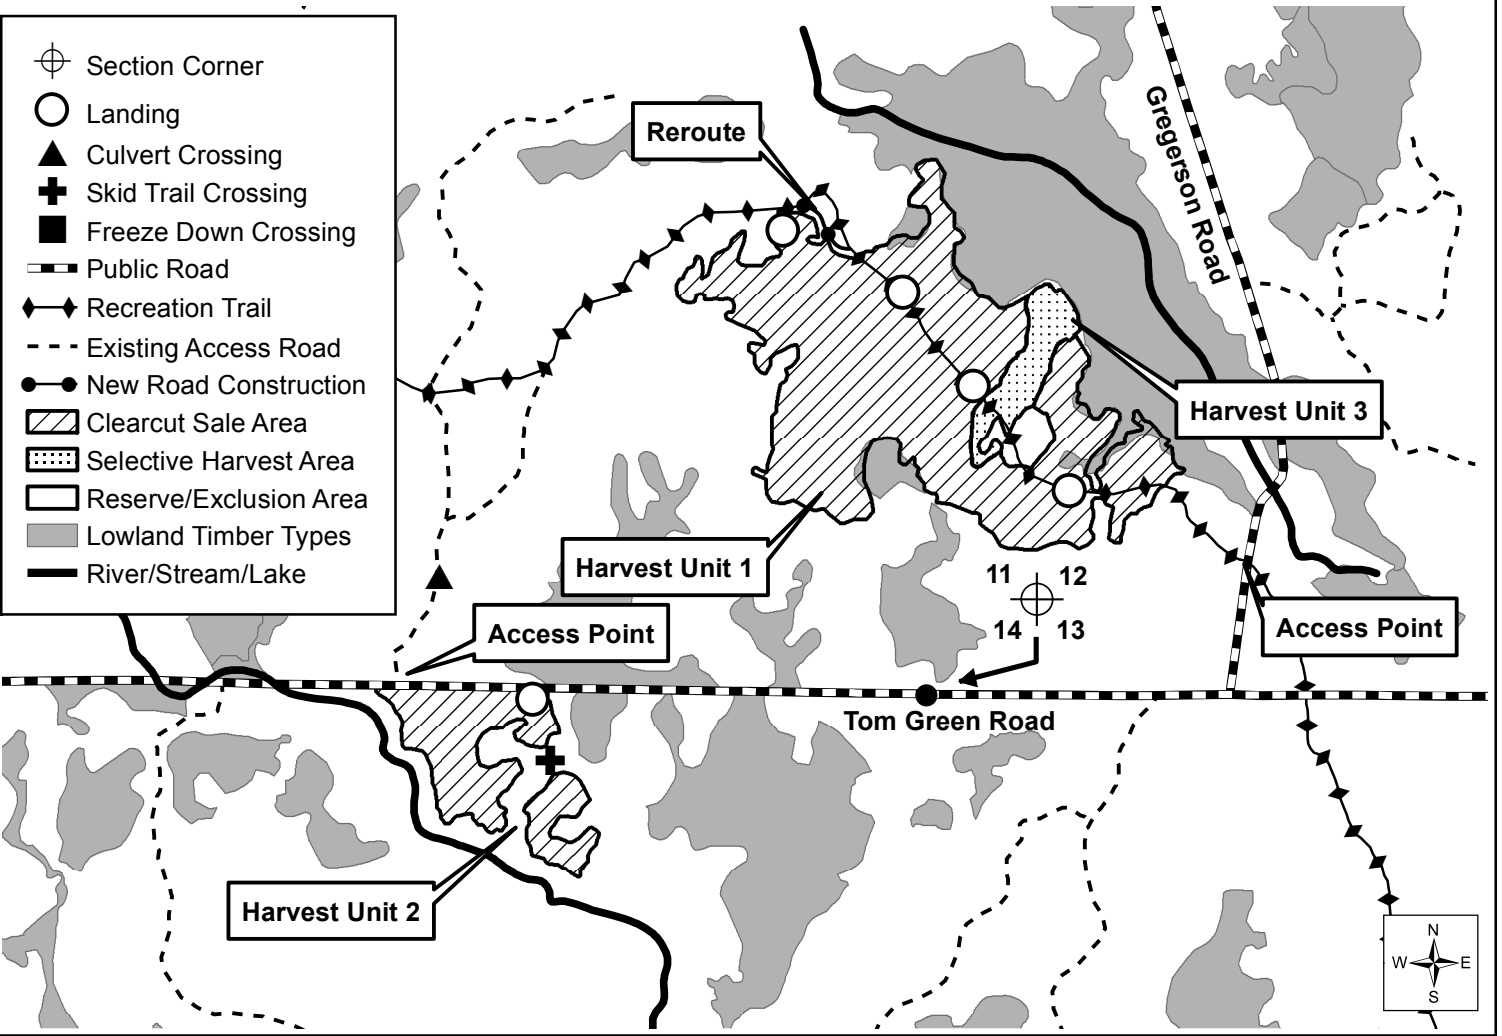 Section Corner
Landing
Culvert Crossing
Skid Trail Crossing
Freeze Down Crossing
Public Road
Recreation Trail
Existing Access Road
New Road Construction
Clearcut Sale Area
Selective Harvest Area
Reserve/Exclusion Area
Lowland Timber Types
River/Stream/Lake
Reroute
Gregerson Road
Harvest Unit 3
Harvest Unit 1
11 12
14 13
Access Point
Access Point
Tom Green Road
Harvest Unit 2
N
W E
S